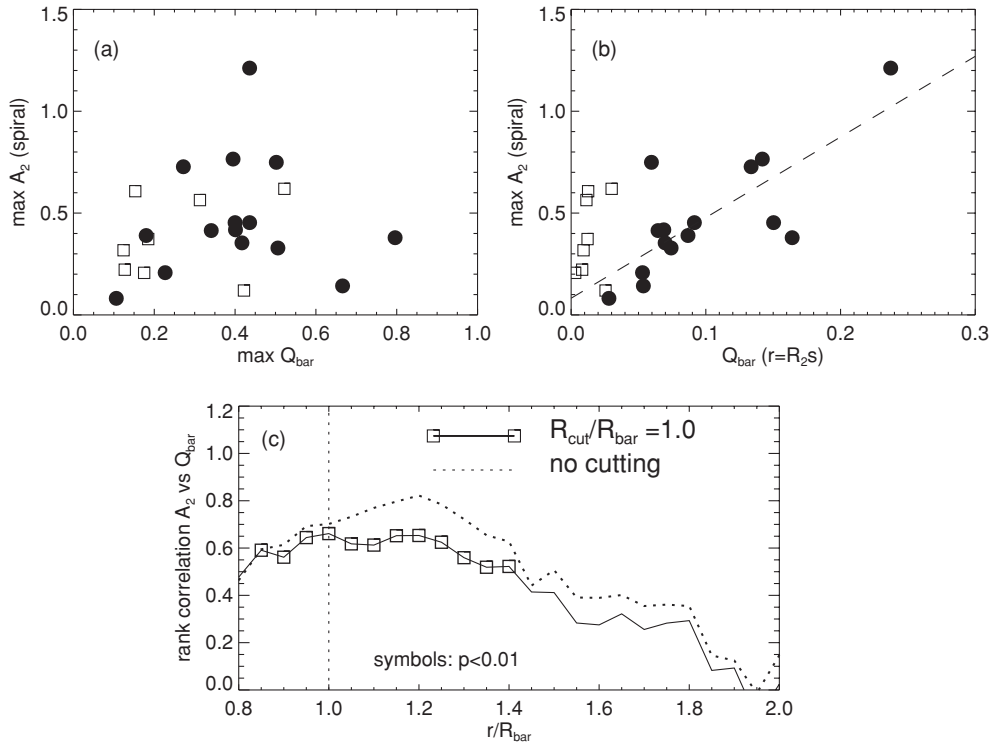 1.5
1.0
0.5
0.0
max A2 (spiral)
(a)
0.0 0.2 0.4 0.6 0.8 1.0
max Qbar
1.5
1.0
0.5
0.0
max A2 (spiral)
(b)
0.0 0.1 0.2 0.3
Qbar (r=R2s)
1.2
1.0
0.8
0.6
0.4
0.2
0.0
rank correlation A2 vs Qbar
(c)
Rcut/Rbar =1.0
no cutting
symbols: p<0.01
0.8 1.0 1.2 1.4 1.6 1.8 2.0
r/Rbar